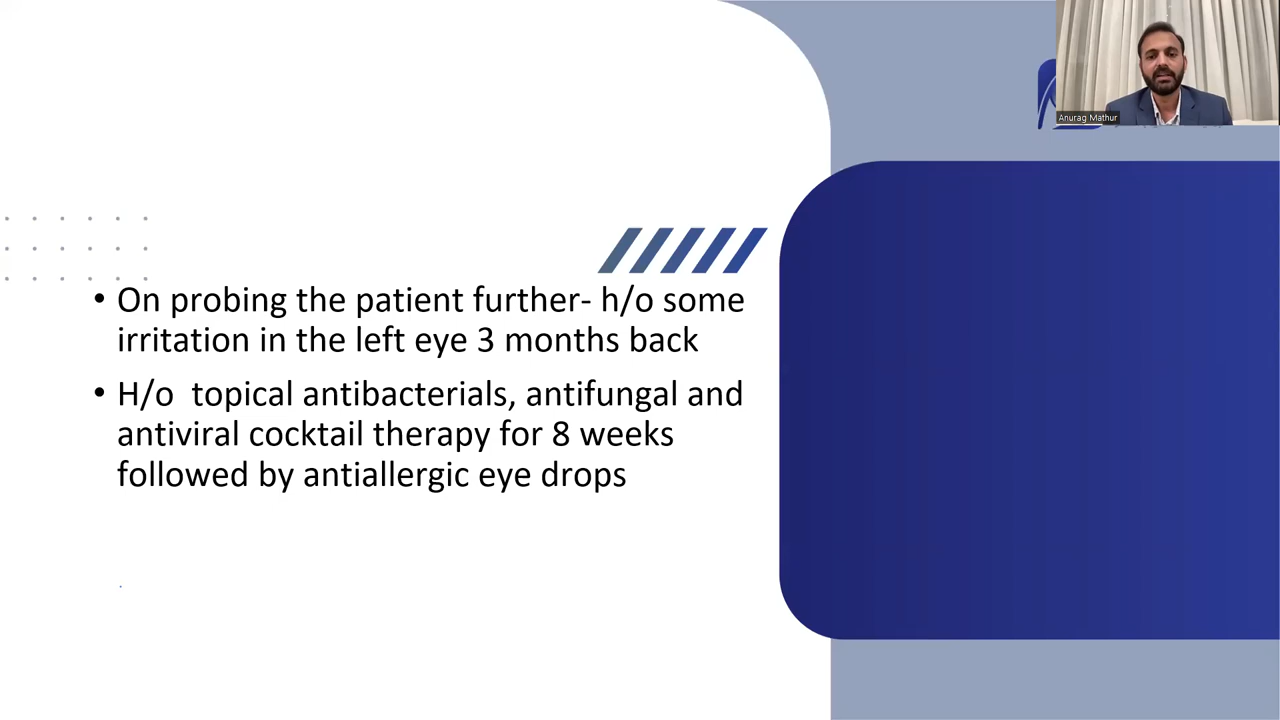 Anurag Mathur
• On probing the patient further- h/o some
irritation in the left eye 3 months back
• H/o  topical antibacterials, antifungal and
antiviral cocktail therapy for 8 weeks
followed by antiallergic eye drops